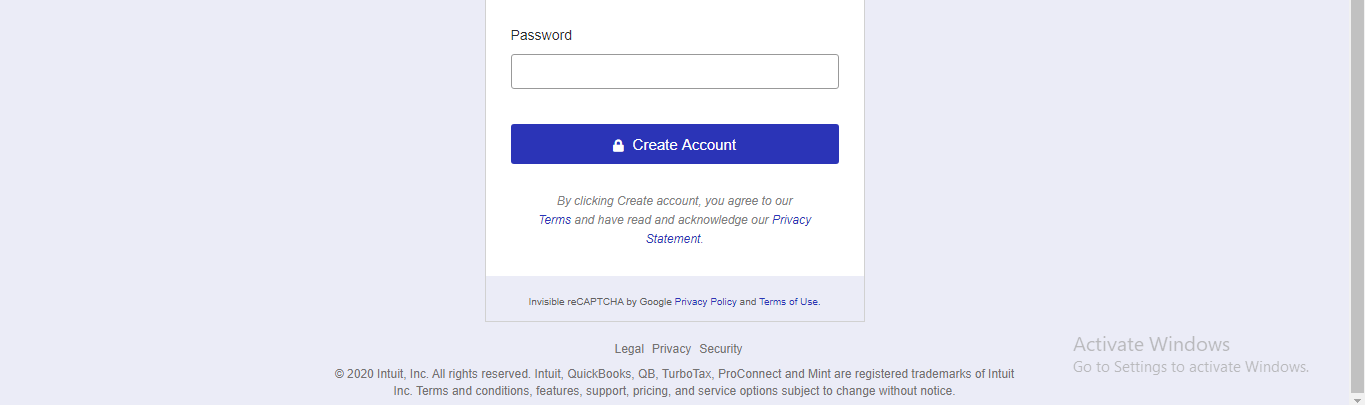 Password
Create Account
By clicking Create account, you agree to our
Terms and have read and acknowledge our Privacy
Statement.
Invisible reCAPTCHA by Google Privacy Policy and Terms of Use.
Legal Privacy Security
© 2020 Intuit, Inc. All rights reserved. Intuit, QuickBooks, QB, TurboTax, ProConnect and Mint are registered trademarks of Intuit
Inc. Terms and conditions, features, support, pricing, and service options subject to change without notice.
Activate Windows
Go to Settings to activate Windows.